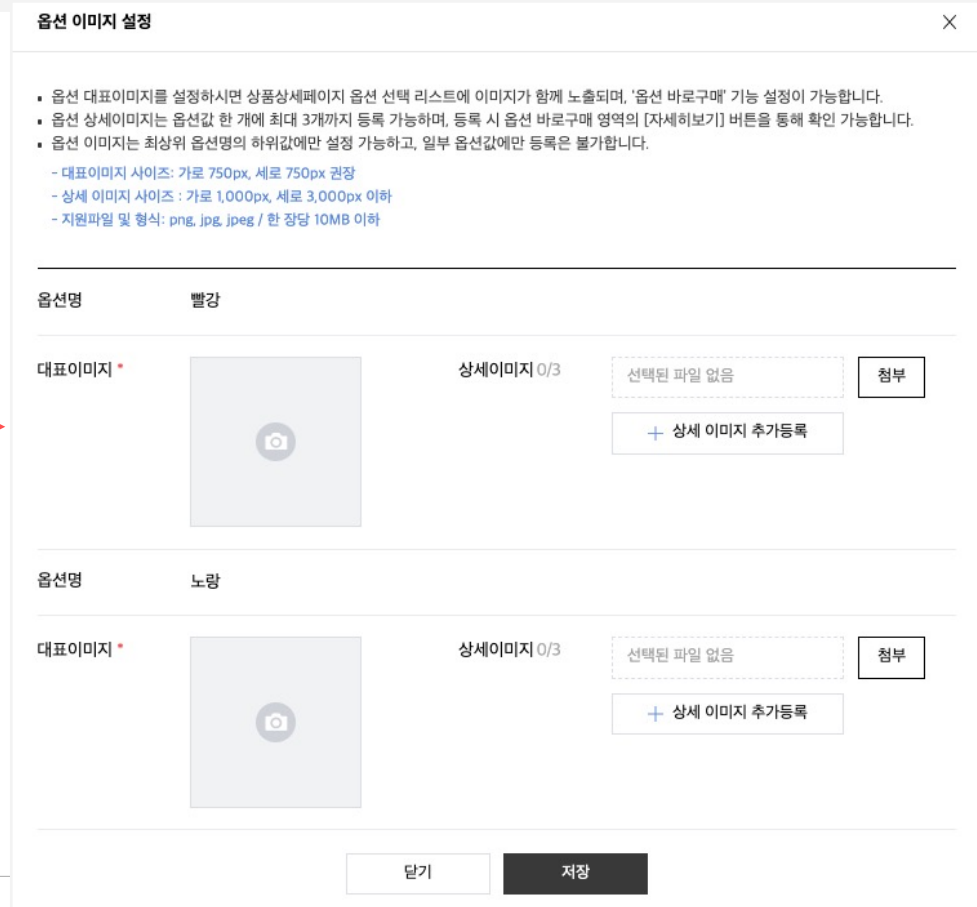 옵션 이미지 설정
▪ 옵션 대표이미지를 설정하시면 상품상세페이지 옵션 선택 리스트에 이미지가 함께 노출되며, '옵션 바로구매' 기능 설정이 가능합니다.
▪ 옵션 상세이미지는 옵션값 한 개에 최대 3개까지 등록 가능하며, 등록 시 옵션 바로구매 영역의 [자세히보기] 버튼을 통해 확인 가능합니다.
▪ 옵션 이미지는 최상위 옵션명의 하위값에만 설정 가능하고, 일부 옵션값에만 등록은 불가합니다.
- 대표이미지 사이즈: 가로 750px, 세로 750px 권장
- 상세 이미지 사이즈 : 가로 1,000px, 세로 3,000px 이하
- 지원파일 및 형식: png, jpg, jpeg / 한 장당 10MB 이하
옵션명 빨강
대표이미지 * 상세이미지 0/3 선택된 파일 없음 첨부
+ 상세 이미지 추가등록
옵션명 노랑
대표이미지 * 상세이미지 0/3 선택된 파일 없음 첨부
+ 상세 이미지 추가등록
닫기 저장